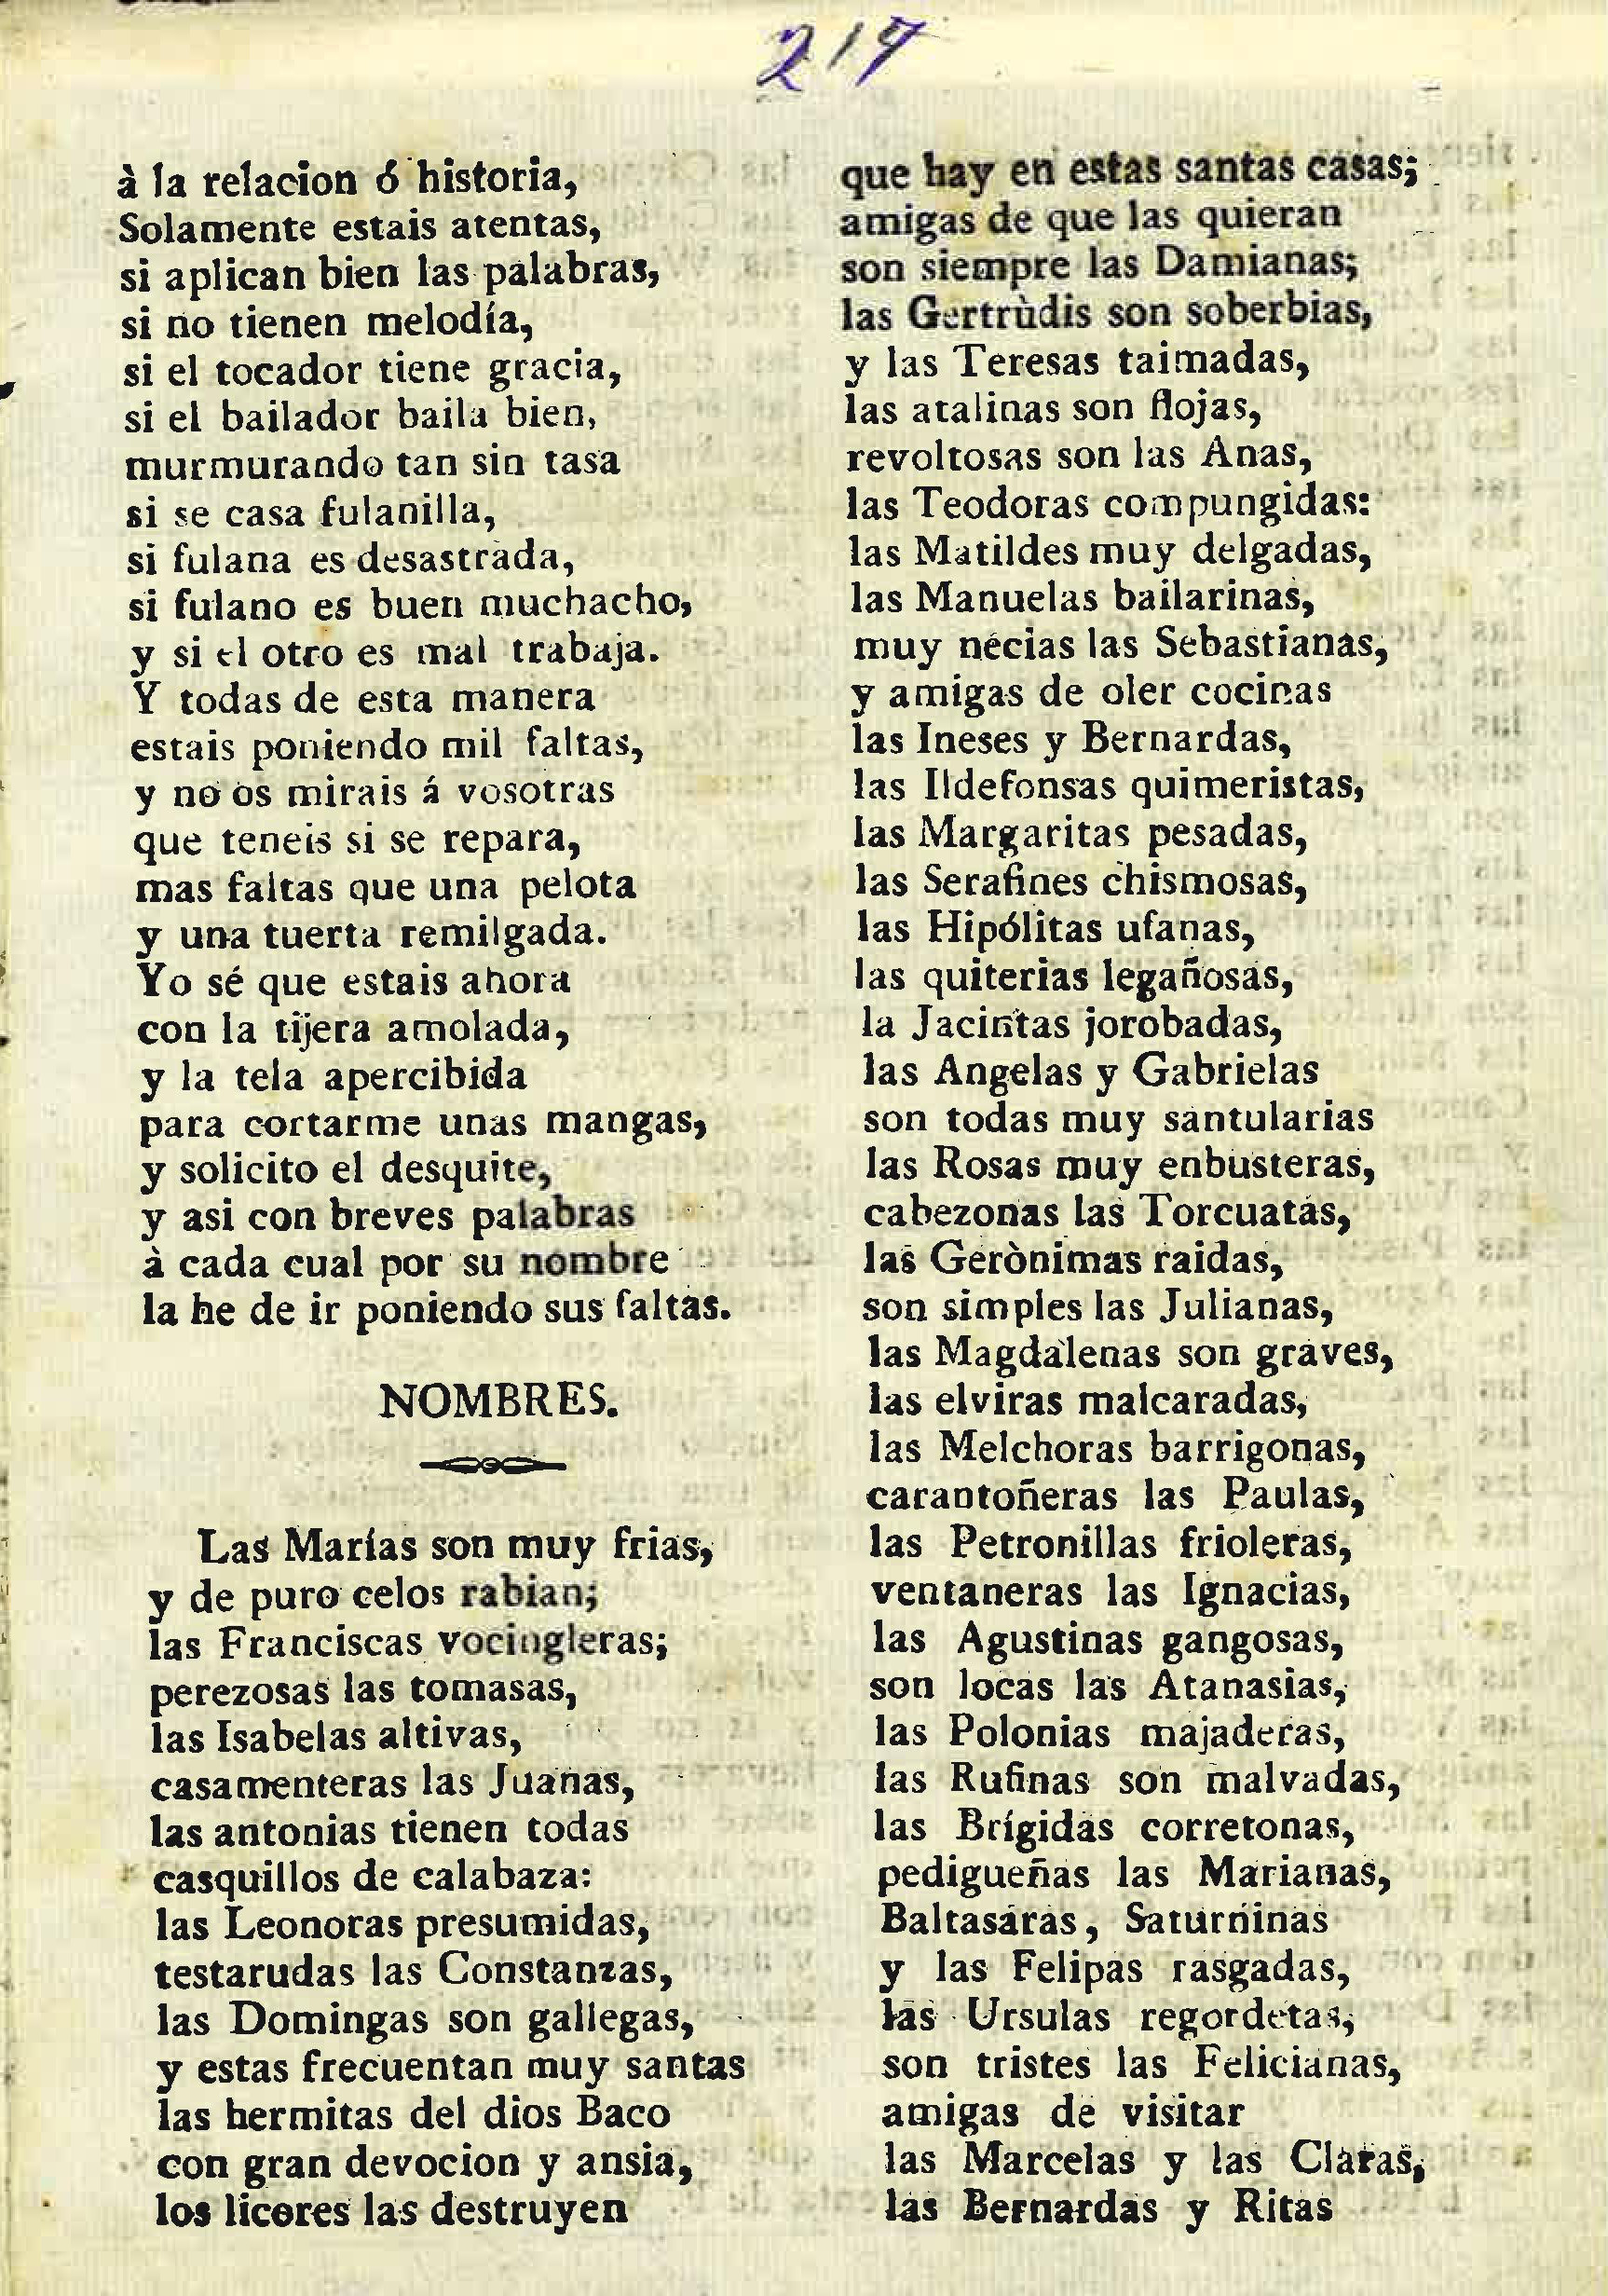 217
à la relacion ó historia,
Solamente estais atentas,
si aplican bien las palabras,
si no tienen melodía,
si el tocador tiene gracia,
si el bailador baila bien,
murmurando tan sin tasa
si se casa fulanilla,
si fulana es desastrada,
si fulano es buen muchacho,
y si el otro es mal trabaja.
Y todas de esta manera
estais poniendo mil faltas,
y no os mirais á vosotras
que teneis si se repara,
mas faltas que una pelota
y una tuerta remilgada.
Yo sé que estais ahora
con la tijera amolada,
y la tela apercibida
para cortarme unas mangas,
y solicito el desquite,
y asi con breves palabras
à cada cual por su nombre
la he de ir poniendo sus faltas.
NOMBRES.
Las Marías son muy frias,
y de puro celos rabian;
las Franciscas vocingleras;
perezosas las tomasas,
las Isabelas altivas,
casamenteras las Juanas,
las antonias tienen todas
casquillos de calabaza:
las Leonoras presumidas,
testarudas las Constanzas,
las Domingas son gallegas,
y estas frecuentan muy santas
las hermitas del dios Baco
con gran devocion y ansia,
los licores las destruyen
que hay en estas santas casas;
amigas de que las quieran
son siempre las Damianas;
las Gertrùdis son soberbias,
y las Teresas taimadas,
las atalinas son flojas,
revoltosas son las Anas,
las Teodoras compungidas:
las Matildes muy delgadas,
las Manuelas bailarinas,
muy necias las Sebastianas,
y amigas de oler cocinas
las Ineses y Bernardas,
las Ildefonsas quimeristas,
las Margaritas pesadas,
las Serafines chismosas,
las Hipólitas ufanas,
las quiterias legañosas,
la Jacintas jorobadas,
las Angelas y Gabrielas
son todas muy santularias
las Rosas muy enbusteras,
cabezonas las Torcuatas,
las Gerònimas raidas,
son simples las Julianas,
las Magdalenas son graves,
las elviras malcaradas,
las Melchoras barrigonas,
carantoñeras las Paulas,
las Petronillas frioleras,
ventaneras las Ignacias,
las Agustinas gangosas,
son locas las Atanasias,
las Polonias majaderas,
las Rufinas son malvadas,
las Brígidas corretonas,
pedigueñas las Marianas,
Baltasaras, Saturninas
y las Felipas rasgadas,
las Ursulas regordetas,
son tristes las Felicianas,
amigas de visitar
las Marcelas y las Claras,
las Bernardas y Ritas